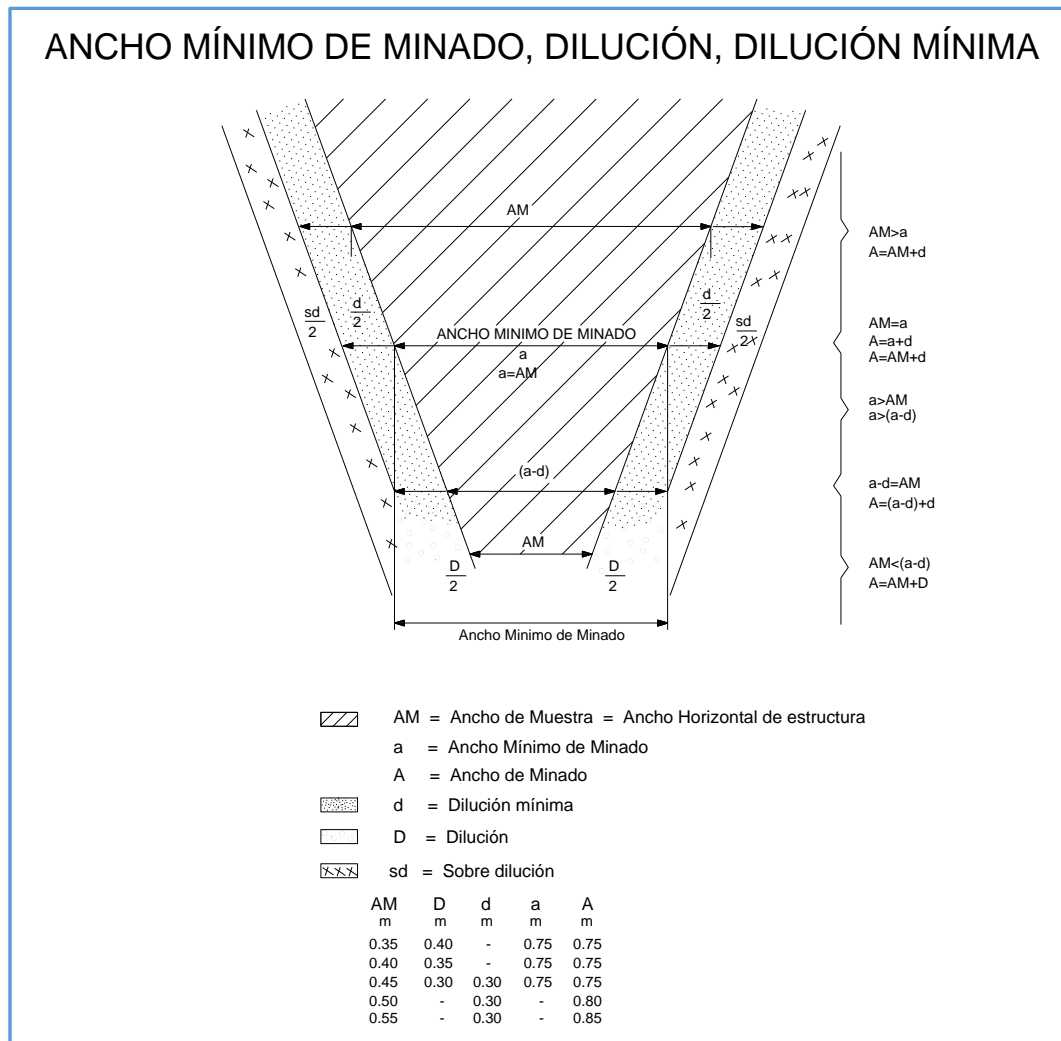 ANCHO MÍNIMO DE MINADO, DILUCIÓN, DILUCIÓN MÍNIMA
AM
AM>a
A=AM+d
sd
2
d
2
ANCHO MINIMO DE MINADO
a
a=AM
d
2
sd
2
AM=a
A=a+d
A=AM+d
a>AM
a>(a-d)
(a-d)
a-d=AM
A=(a-d)+d
AM
D
2
D
2
AM<(a-d)
A=AM+D
Ancho Minimo de Minado
AM = Ancho de Muestra = Ancho Horizontal de estructura
a = Ancho Mínimo de Minado
A = Ancho de Minado
d = Dilución mínima
D = Dilución
sd = Sobre dilución
AM D d a A
m m m m m
0.35 0.40 - 0.75 0.75
0.40 0.35 - 0.75 0.75
0.45 0.30 0.30 0.75 0.75
0.50 - 0.30 - 0.80
0.55 - 0.30 - 0.85